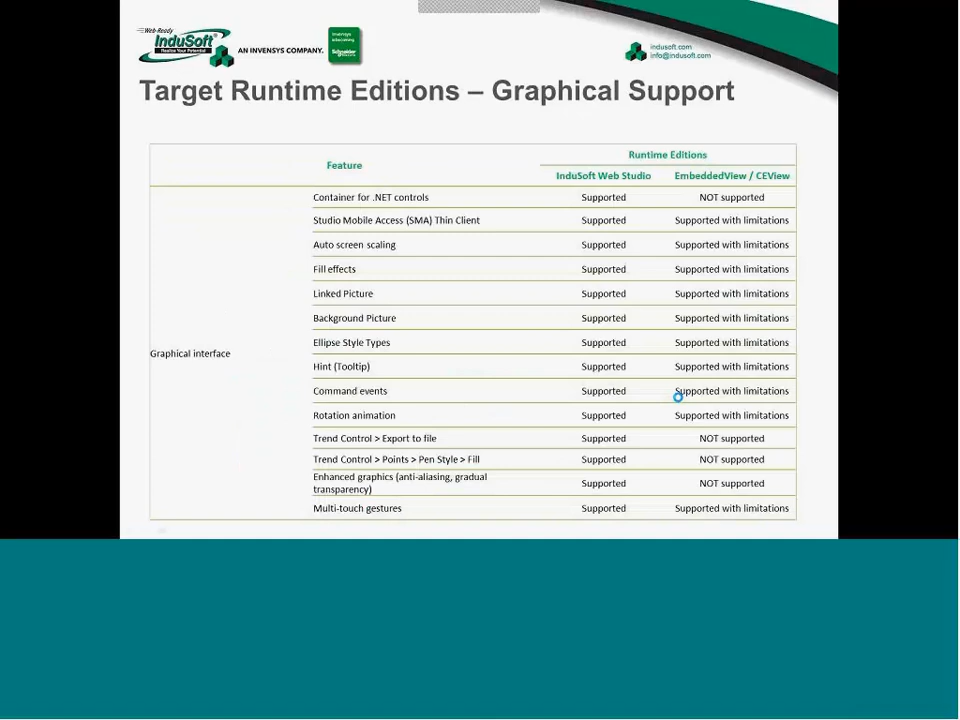 Web-Ready
InduSoft
Realize Your Potential
AN INVENSYS COMPANY.
Schneider
indusoft.com
info@indusoft.com
Target Runtime Editions – Graphical Support
Feature
Runtime Editions
InduSoft Web Studio
EmbeddedView / CEView
Graphical interface
Container for .NET controls Supported NOT supported
Studio Mobile Access (SMA) Thin Client Supported Supported with limitations
Auto screen scaling Supported Supported with limitations
Fill effects Supported Supported with limitations
Linked Picture Supported Supported with limitations
Background Picture Supported Supported with limitations
Ellipse Style Types Supported Supported with limitations
Hint (Tooltip) Supported Supported with limitations
Command events Supported Supported with limitations
Rotation animation Supported Supported with limitations
Trend Control > Export to file Supported NOT supported
Trend Control > Points > Pen Style > Fill Supported NOT supported
Enhanced graphics (anti-aliasing, gradual
transparency) Supported NOT supported
Multi-touch gestures Supported Supported with limitations